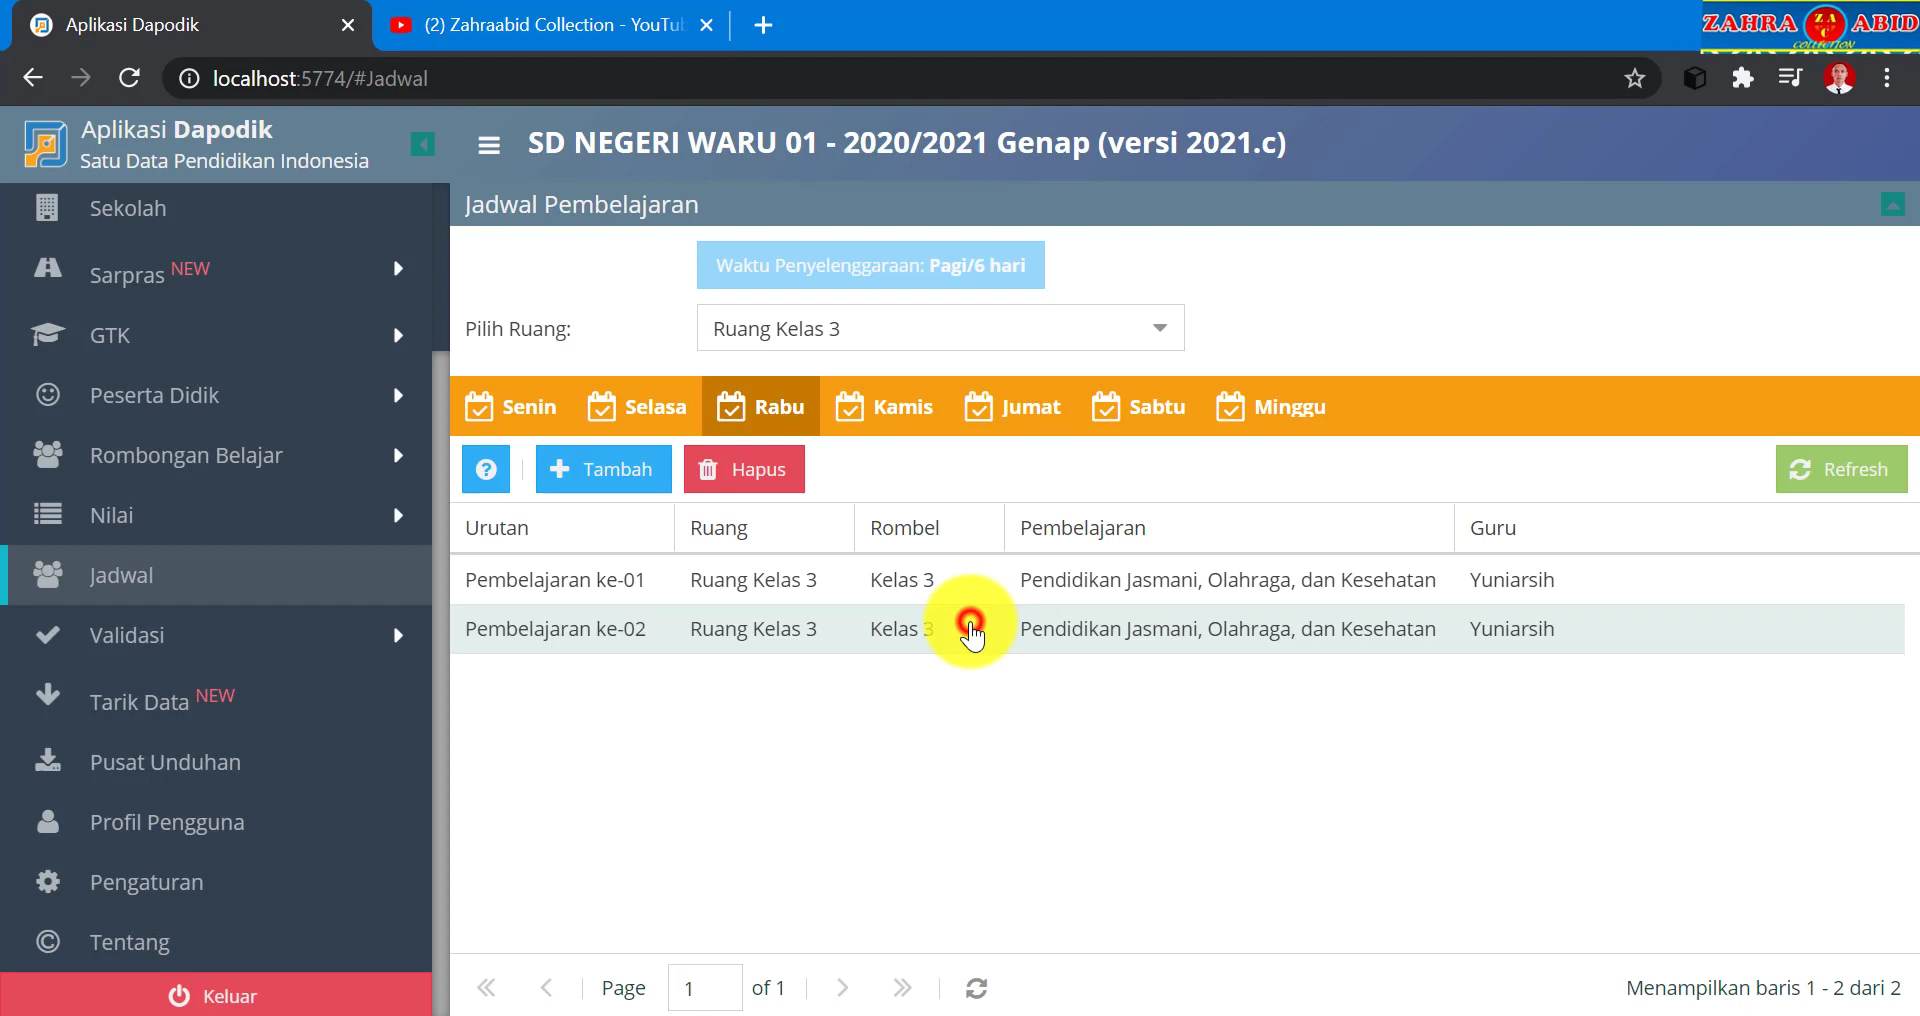 Aplikasi Dapodik
(2) Zahraabid Collection - YouTu
ZAHRA ZA C ABID
COLLECTION
localhost:5774/#Jadwal
Aplikasi Dapodik
Satu Data Pendidikan Indonesia
SD NEGERI WARU 01 - 2020/2021 Genap (versi 2021.c)
Sekolah
Sarpras NEW
GTK
Peserta Didik
Rombongan Belajar
Nilai
Jadwal
Validasi
Tarik Data NEW
Pusat Unduhan
Profil Pengguna
Pengaturan
Tentang
Keluar
Jadwal Pembelajaran
Waktu Penyelenggaraan: Pagi/6 hari
Pilih Ruang: Ruang Kelas 3
Senin Selasa Rabu Kamis Jumat Sabtu Minggu
? Tambah Hapus Refresh
Urutan Ruang Rombel Pembelajaran Guru
Pembelajaran ke-01 Ruang Kelas 3 Kelas 3 Pendidikan Jasmani, Olahraga, dan Kesehatan Yuniarsih
Pembelajaran ke-02 Ruang Kelas 3 Kelas 3 Pendidikan Jasmani, Olahraga, dan Kesehatan Yuniarsih
Page 1 of 1 Menampilkan baris 1 - 2 dari 2